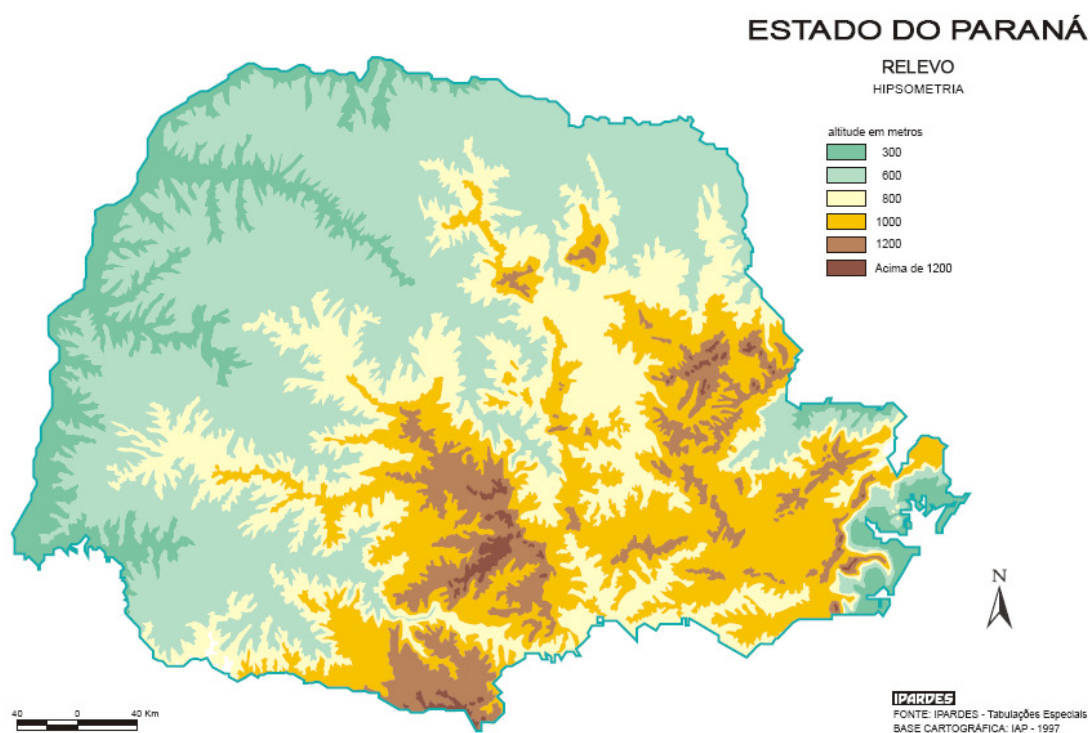 ESTADO DO PARANÁ
RELEVO
HIPSOMETRIA
altitude em metros
300
600
800
1000
1200
Acima de 1200
N
40 0 40 Km
IPARDES
FONTE: IPARDES - Tabulações Especiais
BASE CARTOGRÁFICA: IAP - 1997